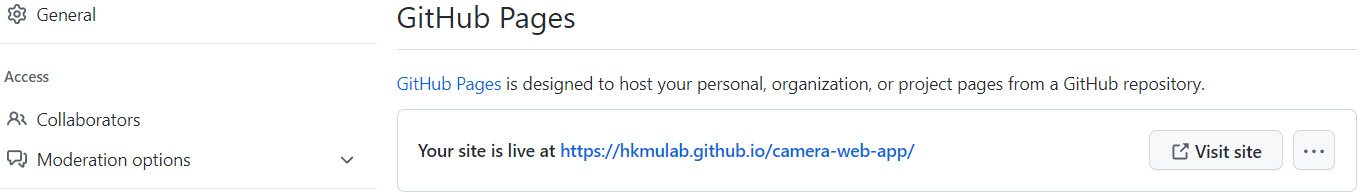 General
Access
Collaborators
Moderation options
GitHub Pages
GitHub Pages is designed to host your personal, organization, or project pages from a GitHub repository.
Your site is live at https://hkmulab.github.io/camera-web-app/
Visit site